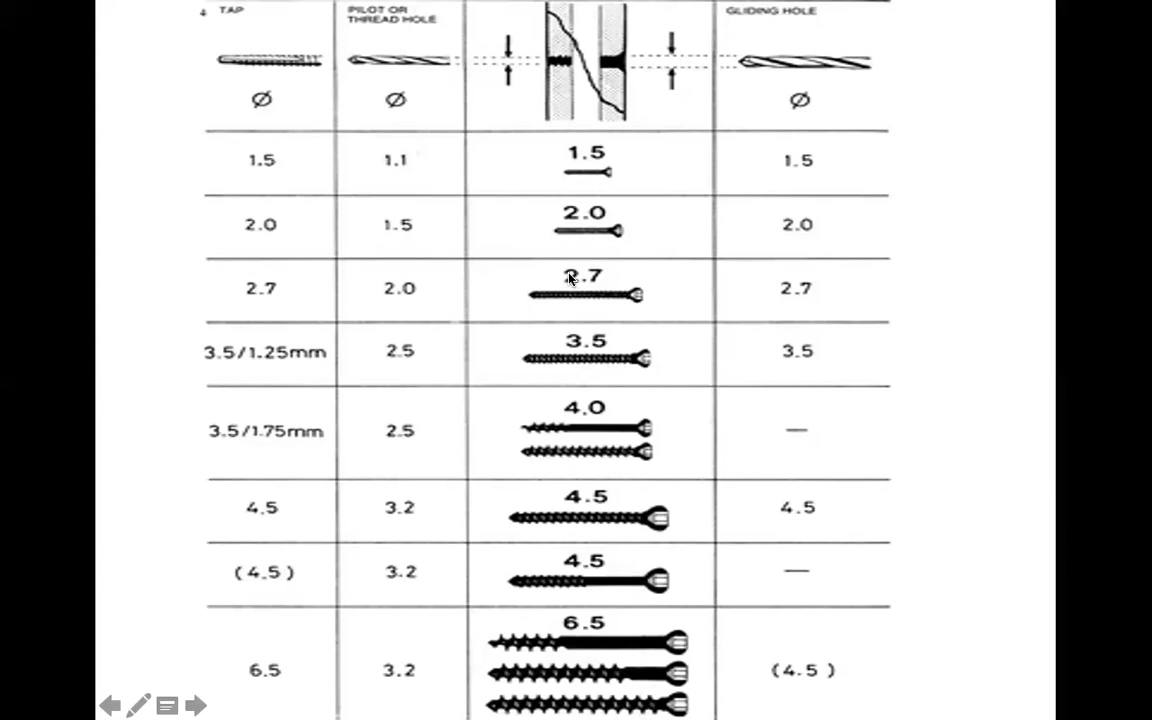 TAP
PILOT OR
THREAD HOLE
GLIDING HOLE
Ø Ø Ø
1.5 1.1 1.5 1.5
2.0 1.5 2.0 2.0
2.7 2.0 2.7 2.7
3.5/1.25mm 2.5 3.5 3.5
3.5/1.75mm 2.5 4.0 —
4.5 3.2 4.5 4.5
(4.5) 3.2 4.5 —
6.5 3.2 6.5 (4.5)